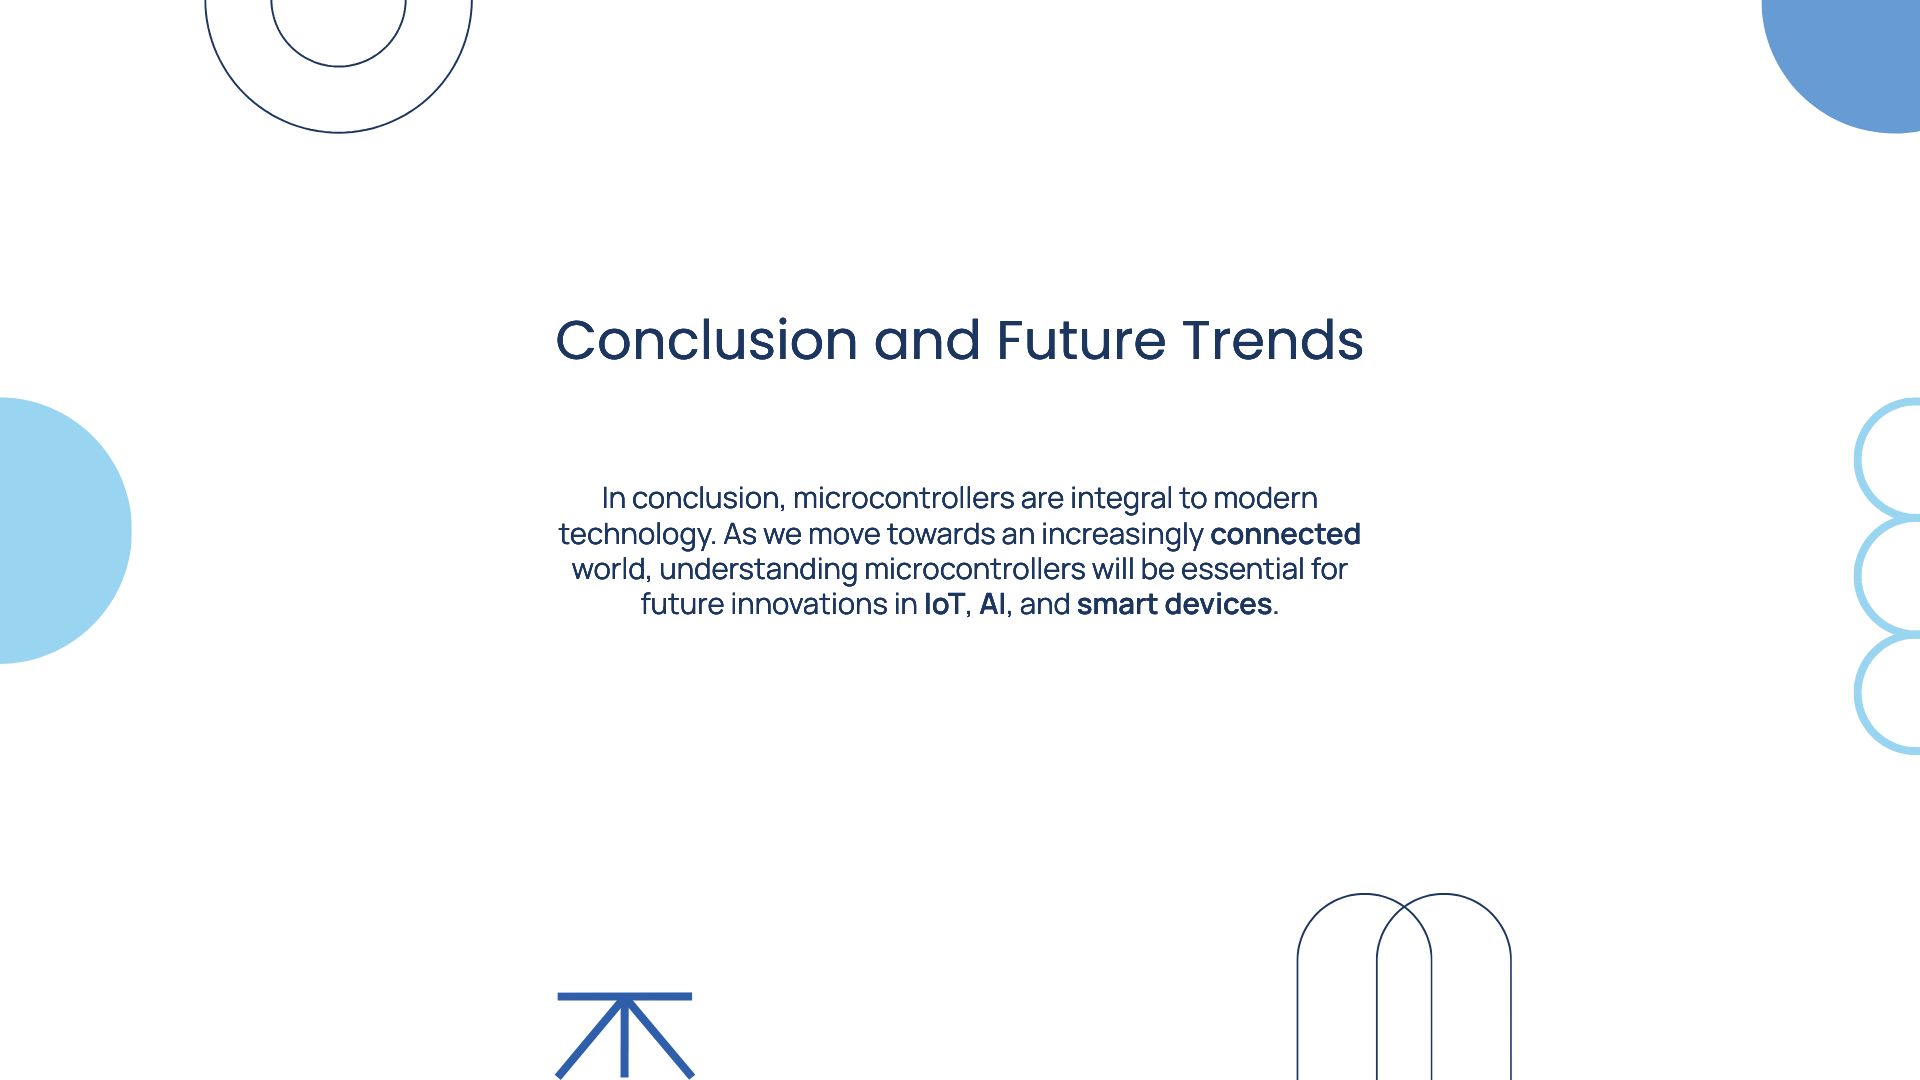 Conclusion and Future Trends
In conclusion, microcontrollers are integral to modern
technology. As we move towards an increasingly connected
world, understanding microcontrollers will be essential for
future innovations in IoT, AI, and smart devices.